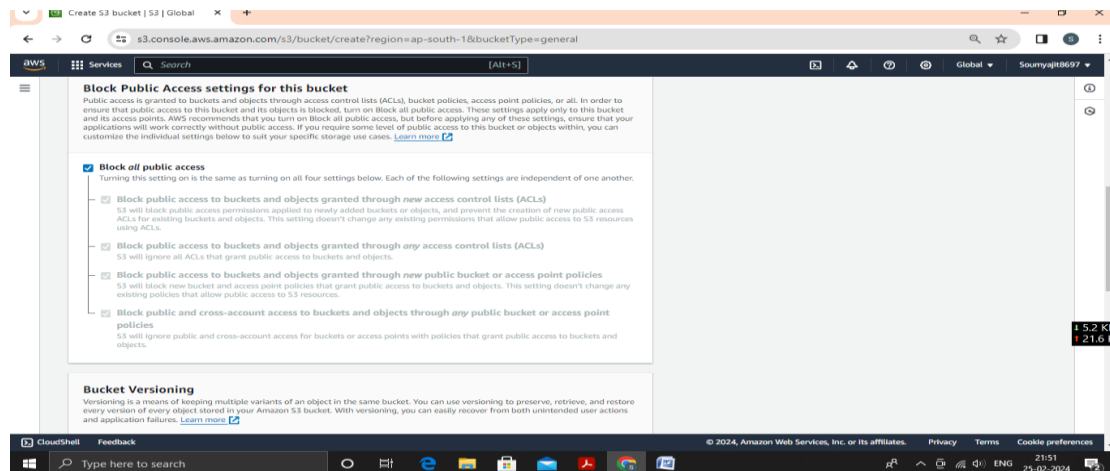 Create S3 bucket | S3 | Global
s3.console.aws.amazon.com/s3/bucket/create?region=ap-south-1&bucketType=general
S
aws Services Search [Alt+S] Global Soumyajit8697
Block Public Access settings for this bucket
Public access is granted to buckets and objects through access control lists (ACLs), bucket policies, access point policies, or all. In order to
ensure that public access to this bucket and its objects is blocked, turn on Block all public access. These settings apply only to this bucket
and its access points. AWS recommends that you turn on Block all public access, but before applying any of these settings, ensure that your
applications will work correctly without public access. If you require some level of public access to this bucket or objects within, you can
customize the individual settings below to suit your specific storage use cases. Learn more
Block all public access
Turning this setting on is the same as turning on all four settings below. Each of the following settings are independent of one another.
Block public access to buckets and objects granted through new access control lists (ACLs)
S3 will block public access permissions applied to newly added buckets or objects, and prevent the creation of new public access
ACLs for existing buckets and objects. This setting doesn't change any existing permissions that allow public access to S3 resources
using ACLs.
Block public access to buckets and objects granted through any access control lists (ACLs)
S3 will ignore all ACLs that grant public access to buckets and objects.
Block public access to buckets and objects granted through new public bucket or access point policies
S3 will block new bucket and access point policies that grant public access to buckets and objects. This setting doesn't change any
existing policies that allow public access to S3 resources.
Block public and cross-account access to buckets and objects through any public bucket or access point
policies
S3 will ignore public and cross-account access for buckets or access points with policies that grant public access to buckets and
objects.
5.2 K
21.6
Bucket Versioning
Versioning is a means of keeping multiple variants of an object in the same bucket. You can use versioning to preserve, retrieve, and restore
every version of every object stored in your Amazon S3 bucket. With versioning, you can easily recover from both unintended user actions
and application failures. Learn more
CloudShell Feedback © 2024, Amazon Web Services, Inc. or its affiliates. Privacy Terms Cookie preferences
Type here to search ENG 21:51
25-02-2024 2